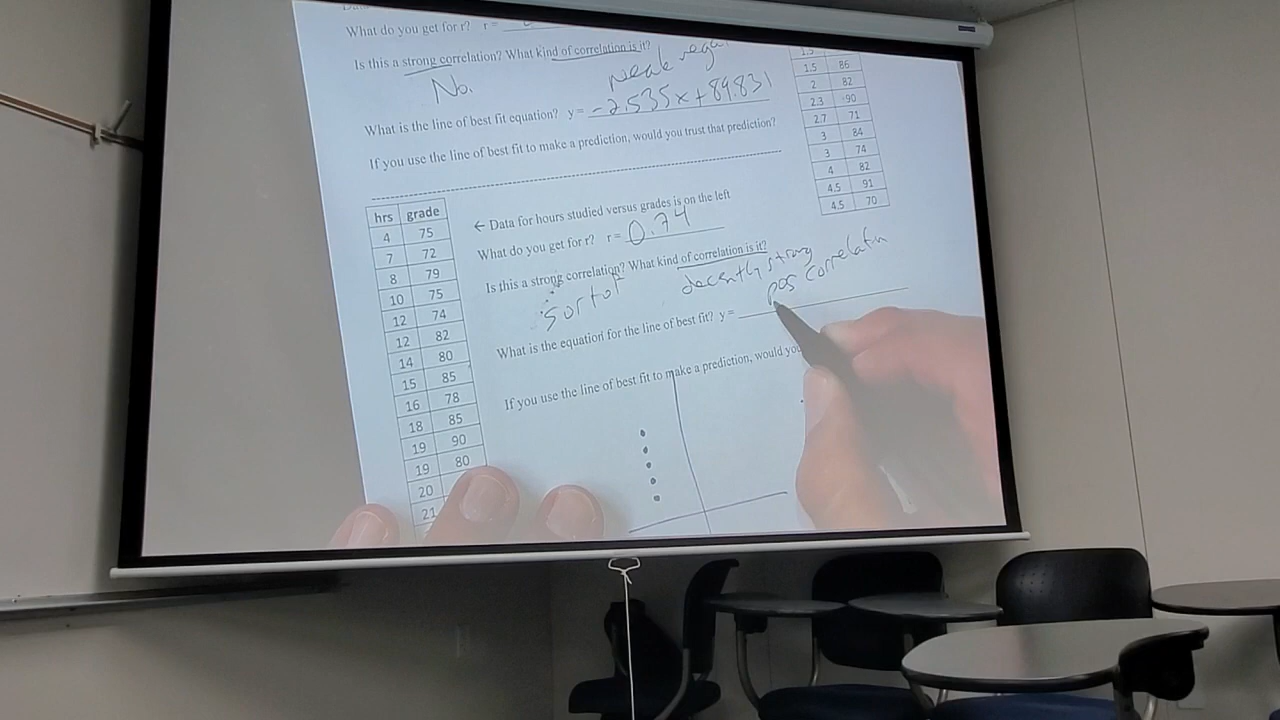 What do you get for r? r =
Is this a strong correlation? What kind of correlation is it?
No. weak
What is the line of best fit equation? y = -2.535x+89.831
If you use the line of best fit to make a prediction, would you trust that prediction?
1.5
1.5 86
2 82
2.3 90
2.7 71
3 84
3 74
4 82
4.5 91
4.5 70
hrs grade
4 75
7 72
8 79
10 75
12 74
12 82
14 80
15 85
16 78
18 85
19 90
19 80
20
21
← Data for hours studied versus grades is on the left
What do you get for r? r = 0.74
Is this a strong correlation? What kind of correlation is it?
sort of decently strong
pos correlation
What is the equation for the line of best fit? y =
If you use the line of best fit to make a prediction, would you